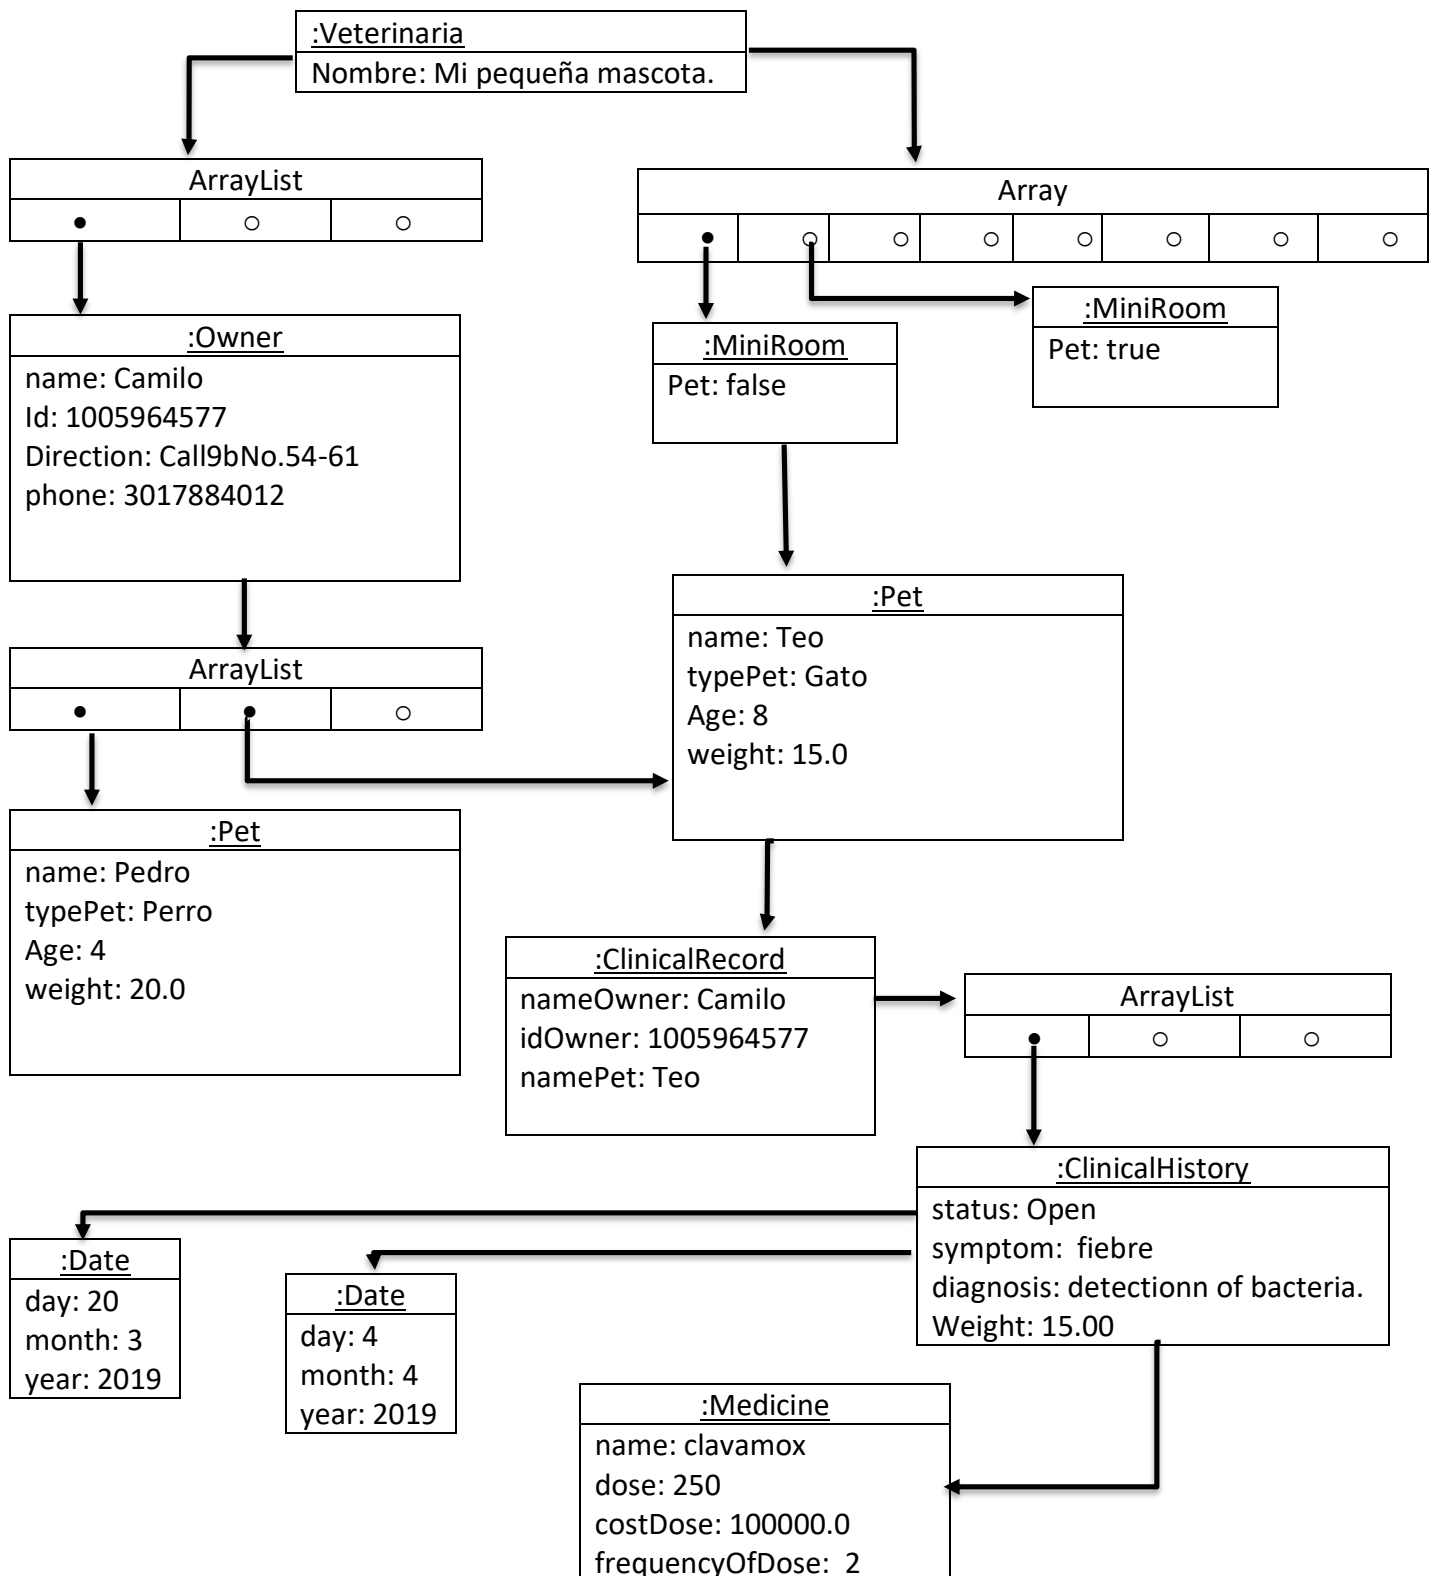 :Veterinaria
Nombre: Mi pequeña mascota.
ArrayList
Array
:Owner
name: Camilo
Id: 1005964577
Direction: Call9bNo.54-61
phone: 3017884012
:MiniRoom
Pet: false
:MiniRoom
Pet: true
ArrayList
:Pet
name: Teo
typePet: Gato
Age: 8
weight: 15.0
:Pet
name: Pedro
typePet: Perro
Age: 4
weight: 20.0
:ClinicalRecord
nameOwner: Camilo
idOwner: 1005964577
namePet: Teo
ArrayList
:ClinicalHistory
status: Open
symptom:  fiebre
diagnosis: detectionn of bacteria.
Weight: 15.00
:Date
day: 20
month: 3
year: 2019
:Date
day: 4
month: 4
year: 2019
:Medicine
name: clavamox
dose: 250
costDose: 100000.0
frequencyOfDose:  2